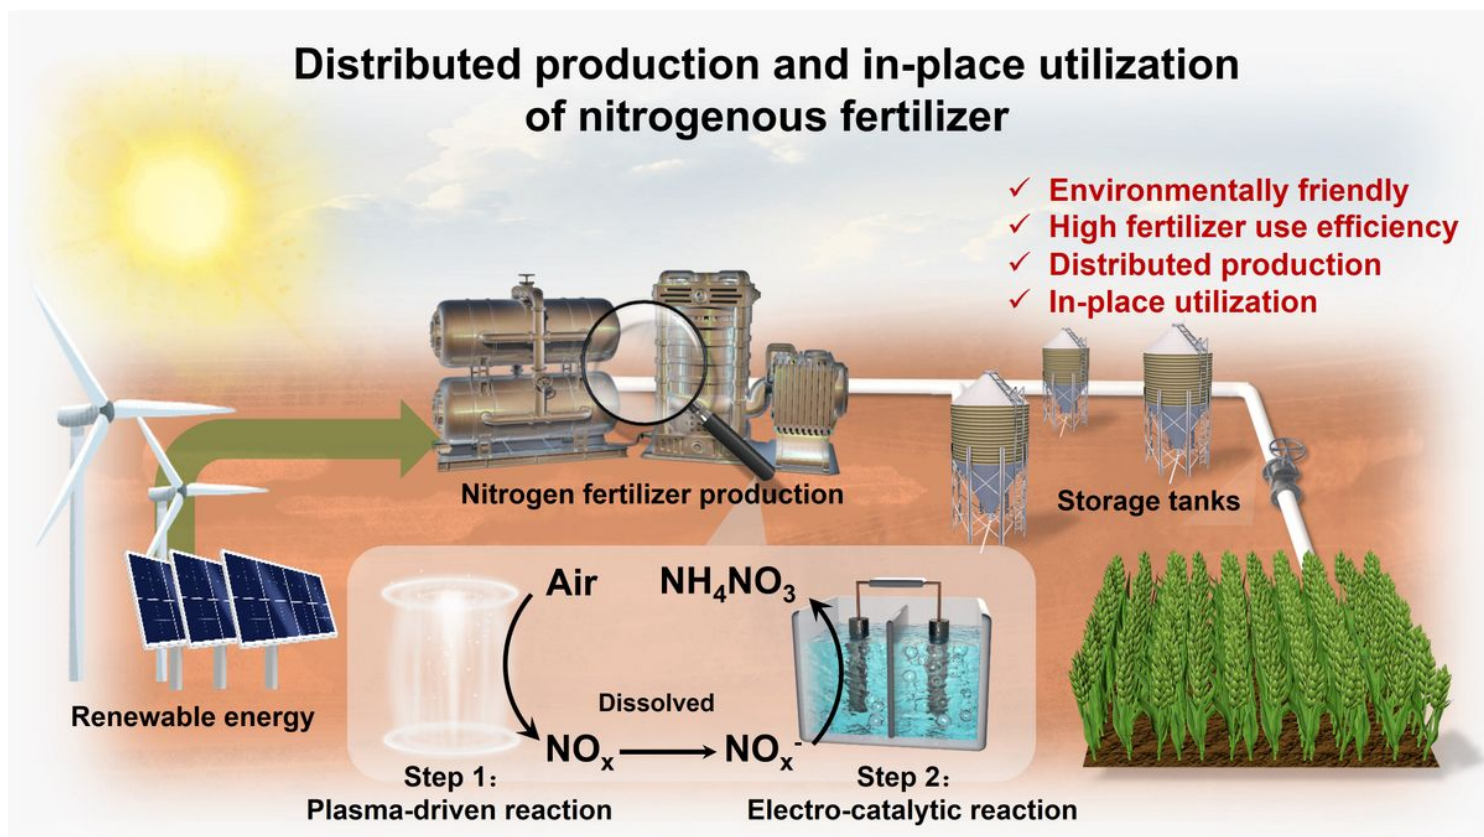 Distributed production and in-place utilization
of nitrogenous fertilizer
✓ Environmentally friendly
✓ High fertilizer use efficiency
✓ Distributed production
✓ In-place utilization
Nitrogen fertilizer production
Storage tanks
Renewable energy
Air
NH₄NO₃
Dissolved
NOₓ
NOₓ⁻
Step 1：
Plasma-driven reaction
Step 2：
Electro-catalytic reaction